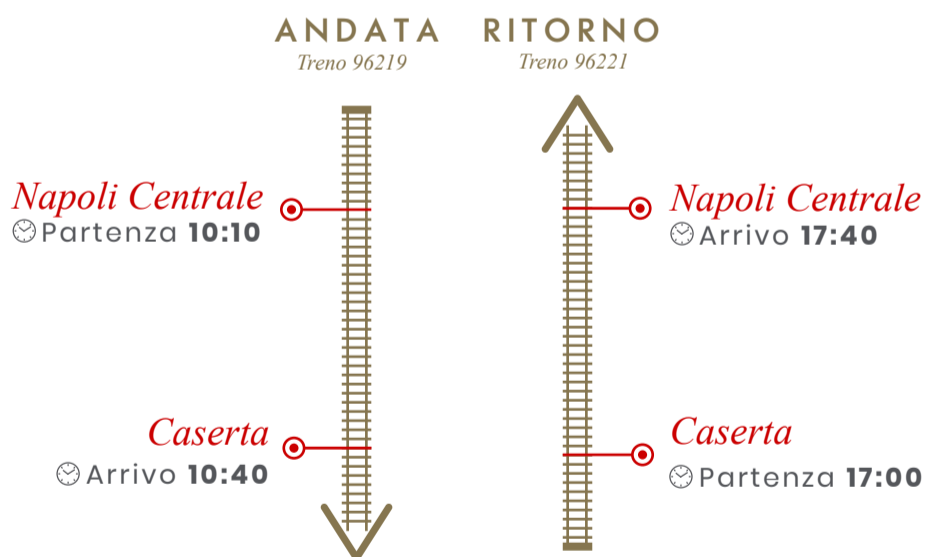 ANDATA
Treno 96219
Napoli Centrale
Partenza 10:10
Caserta
Arrivo 10:40
RITORNO
Treno 96221
Napoli Centrale
Arrivo 17:40
Caserta
Partenza 17:00